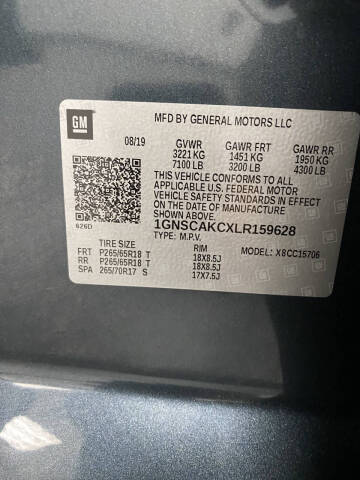 GM
MFD BY GENERAL MOTORS LLC
08/19 GVWR GAWR FRT GAWR RR
3221 KG 1451 KG 1950 KG
7100 LB 3200 LB 4300 LB
THIS VEHICLE CONFORMS TO ALL
APPLICABLE U.S. FEDERAL MOTOR
VEHICLE SAFETY STANDARDS IN EFFECT
ON THE DATE OF MANUFACTURE
SHOWN ABOVE.
626D
1GNSCAKCXLR159628
TYPE: M.P.V.
TIRE SIZE RIM MODEL: X8CC15706
FRT P265/65R18 T 18X8.5J
RR P265/65R18 T 18X8.5J
SPA 265/70R17 S 17X7.5J